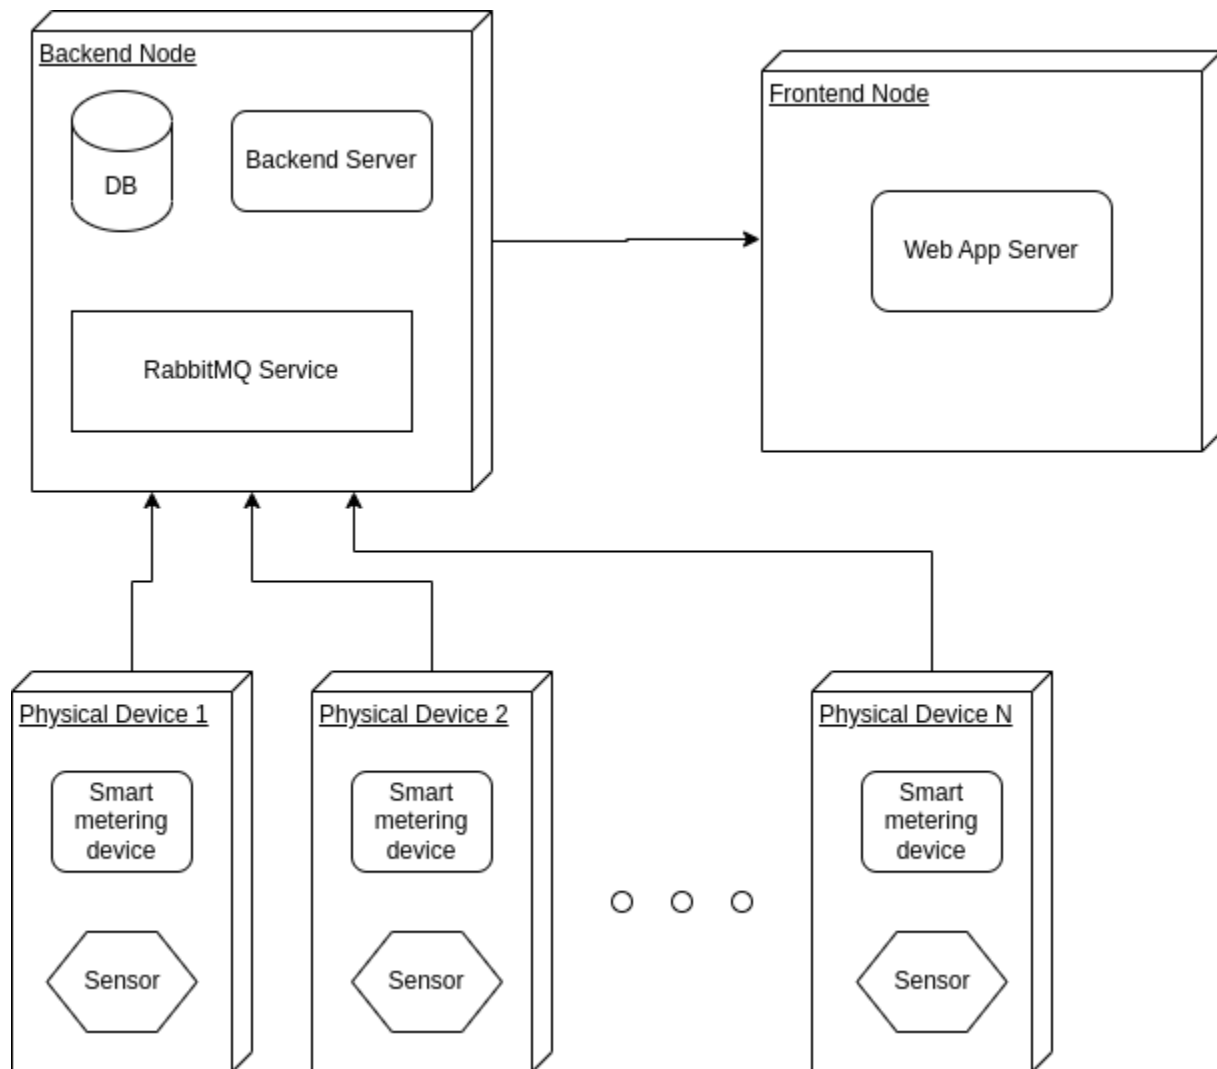 Backend Node
Frontend Node
DB
Backend Server
Web App Server
RabbitMQ Service
Physical Device 1
Physical Device 2
Physical Device N
Smart
metering
device
Smart
metering
device
Smart
metering
device
Sensor
Sensor
Sensor